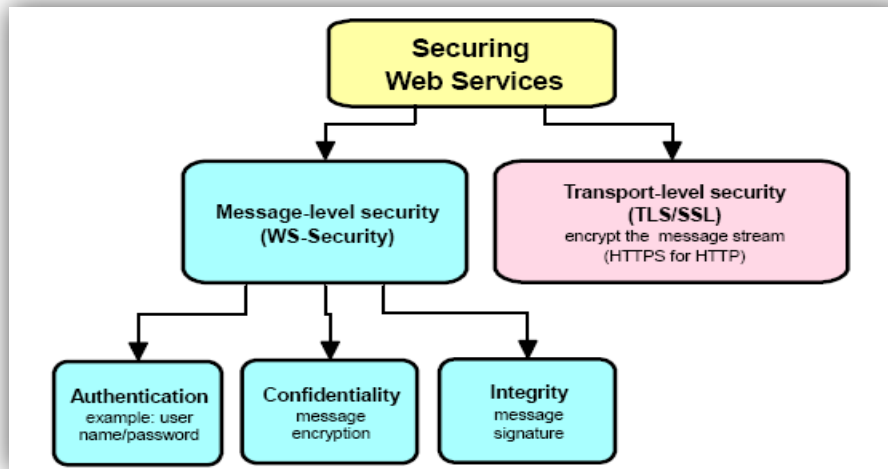 Securing
Web Services
Message-level security
(WS-Security)
Transport-level security
(TLS/SSL)
encrypt the message stream
(HTTPS for HTTP)
Authentication
example: user
name/password
Confidentiality
message
encryption
Integrity
message
signature